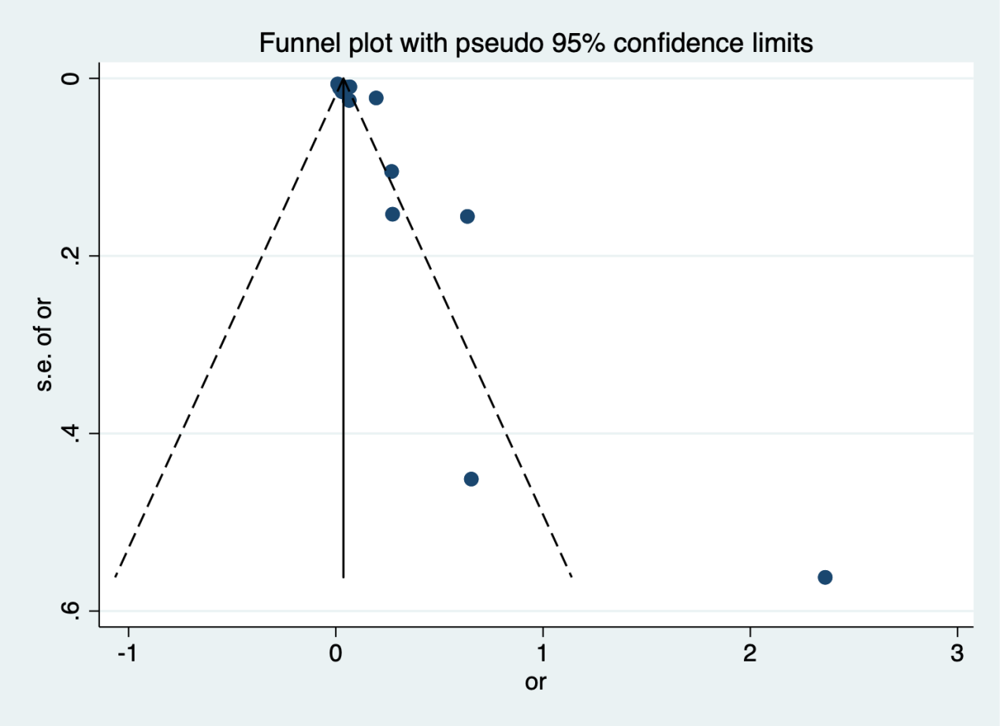 Funnel plot with pseudo 95% confidence limits
0
.2
.4
.6
s.e. of or
-1 0 1 2 3
or